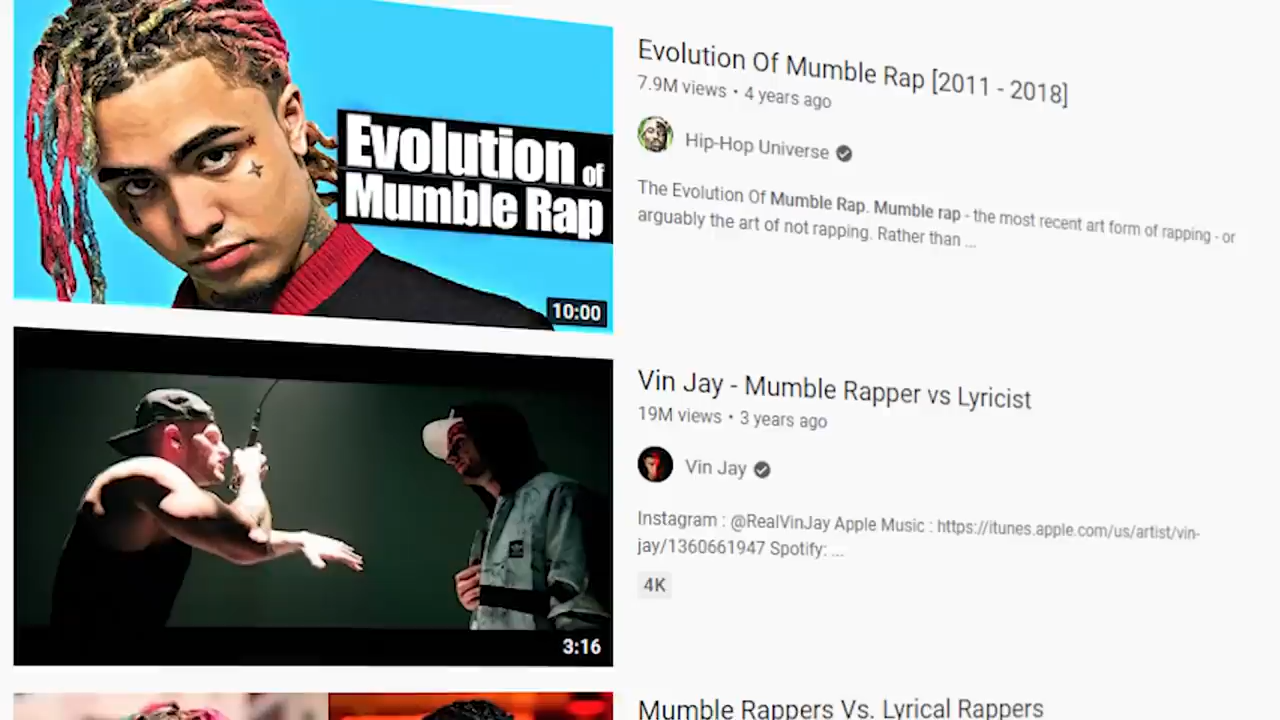 Evolution of
Mumble Rap
10:00
Evolution Of Mumble Rap [2011 - 2018]
7.9M views • 4 years ago
Hip-Hop Universe
The Evolution Of Mumble Rap. Mumble rap - the most recent art form of rapping - or
arguably the art of not rapping. Rather than ...
3:16
Vin Jay - Mumble Rapper vs Lyricist
19M views • 3 years ago
Vin Jay
Instagram : @RealVinJay Apple Music : https://itunes.apple.com/us/artist/vin-
jay/1360661947 Spotify: ...
4K
Mumble Rappers Vs. Lyrical Rappers